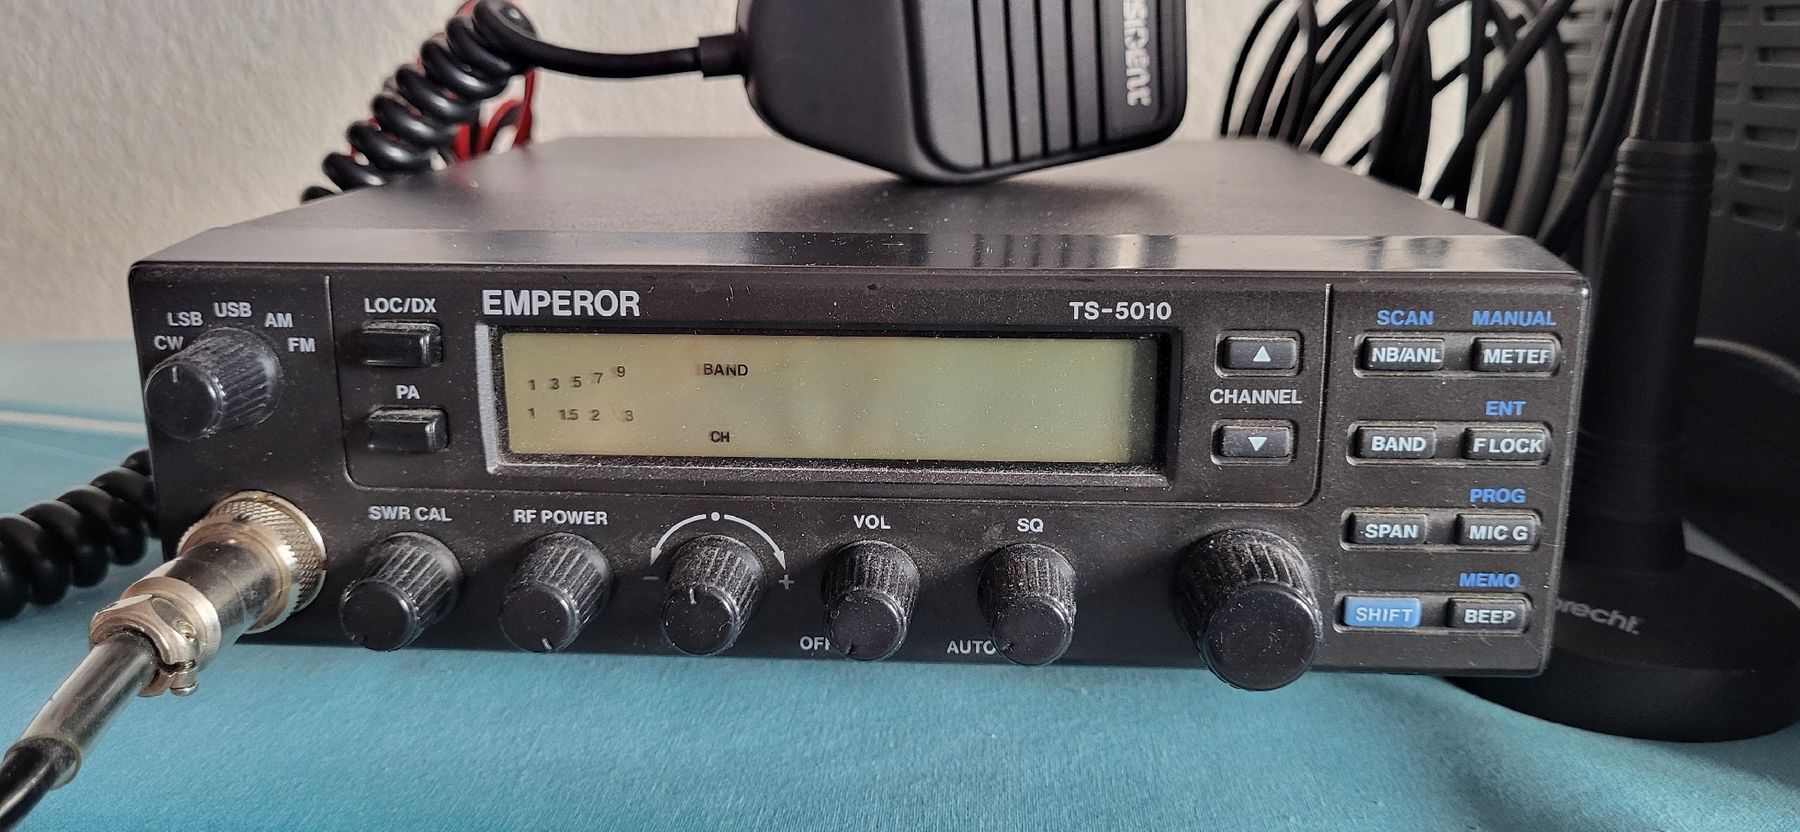 PRESIDENT
EMPEROR
TS-5010
CW
LSB
USB
AM
FM
LOC/DX
PA
1 3 5 7 9
1 1.5 2 3
BAND
CH
CHANNEL
SCAN
MANUAL
NB/ANL
METER
ENT
BAND
F LOCK
PROG
SPAN
MIC G
MEMO
SHIFT
BEEP
SWR CAL
RF POWER
-
+
VOL
OFF
SQ
AUTO